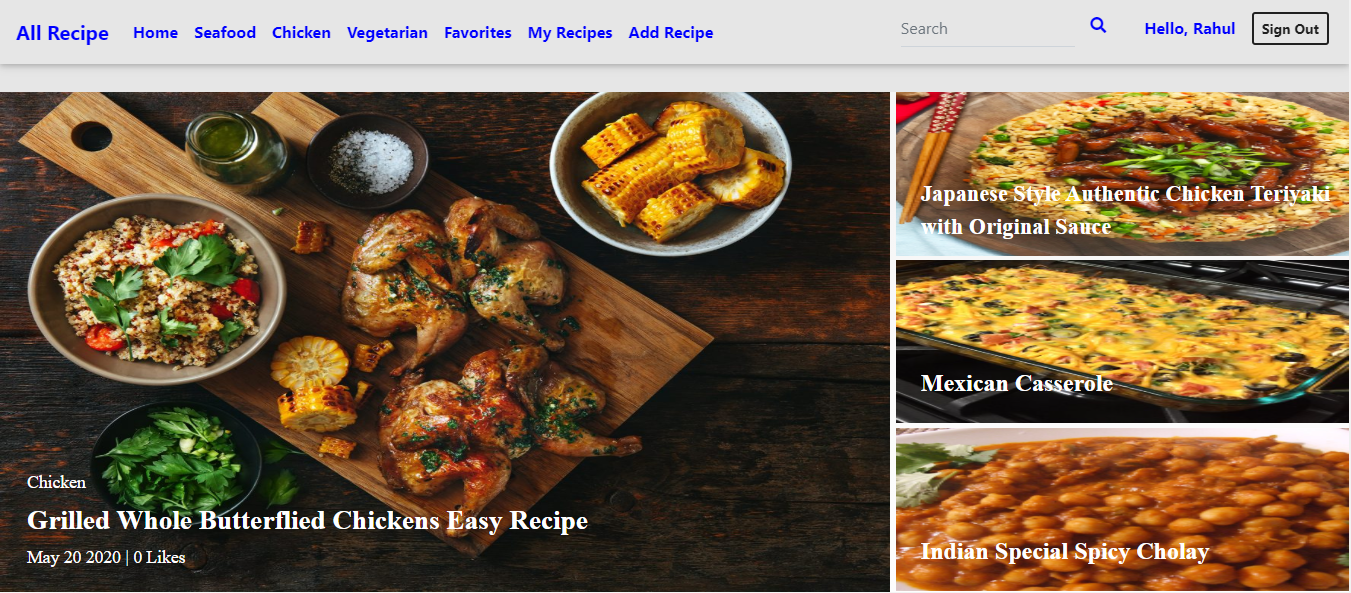 All Recipe Home Seafood Chicken Vegetarian Favorites My Recipes Add Recipe Search Hello, Rahul Sign Out
Chicken
Grilled Whole Butterflied Chickens Easy Recipe
May 20 2020 | 0 Likes
Japanese Style Authentic Chicken Teriyaki
with Original Sauce
Mexican Casserole
Indian Special Spicy Cholay